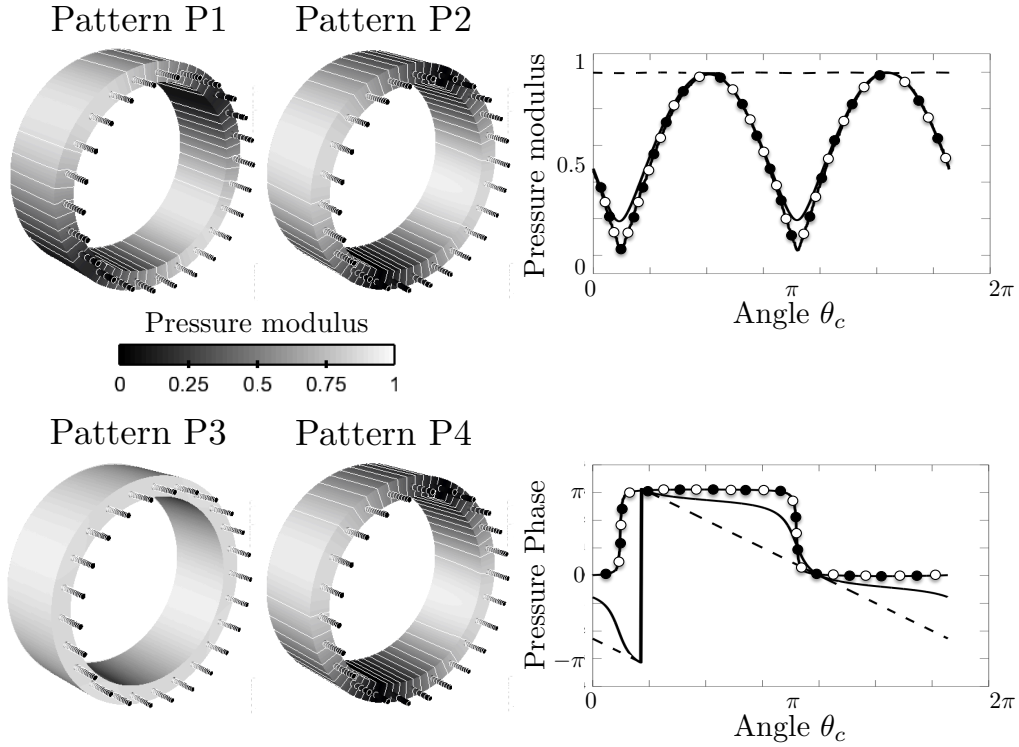 Pattern P1
Pattern P2
1
0.5
0
Pressure modulus
0
π
2π
Angle θ_c
Pressure modulus
0
0.25
0.5
0.75
1
Pattern P3
Pattern P4
π
0
−π
Pressure Phase
0
π
2π
Angle θ_c